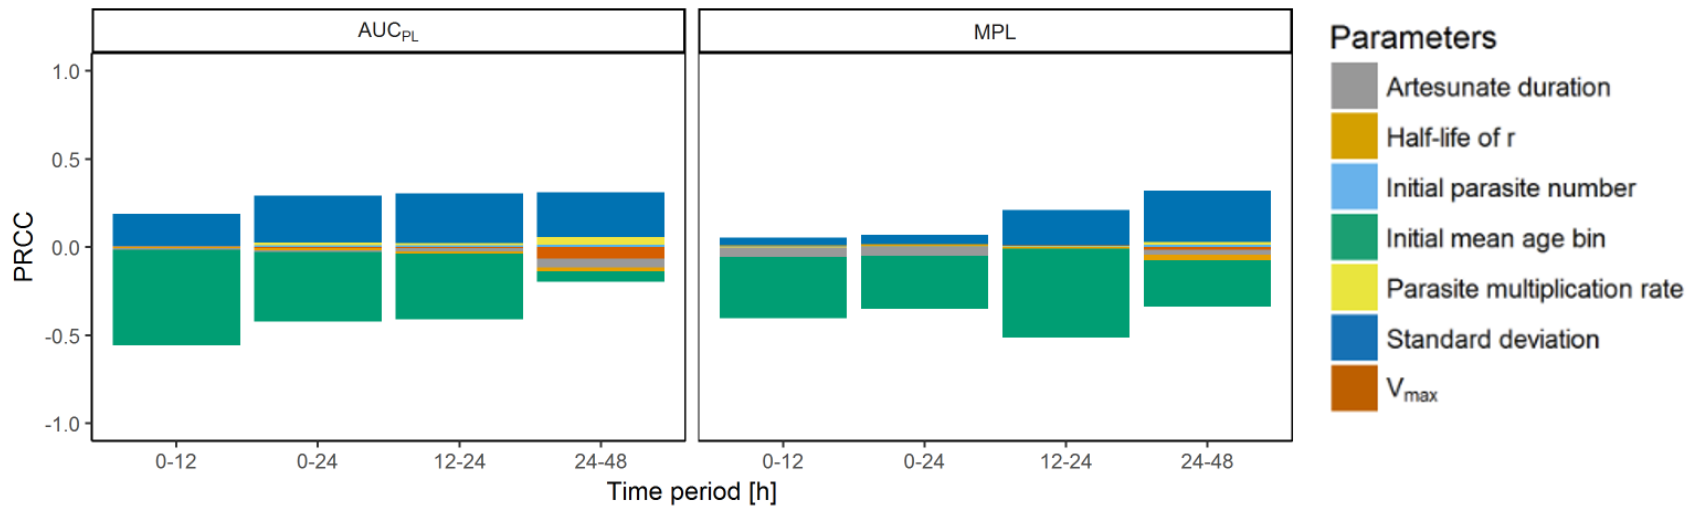 AUCPL
MPL
Parameters
Artesunate duration
Half-life of r
Initial parasite number
Initial mean age bin
Parasite multiplication rate
Standard deviation
Vmax
PRCC
1.0
0.5
0.0
-0.5
-1.0
0-12
0-24
12-24
24-48
0-12
0-24
12-24
24-48
Time period [h]